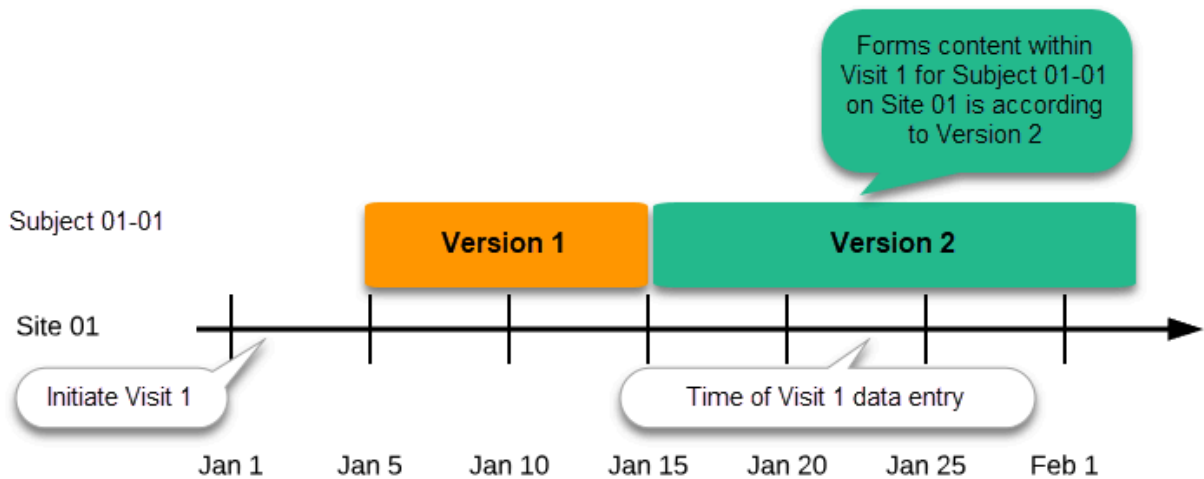 Forms content within
Visit 1 for Subject 01-01
on Site 01 is according
to Version 2
Subject 01-01
Version 1
Version 2
Site 01
Initiate Visit 1
Time of Visit 1 data entry
Jan 1
Jan 5
Jan 10
Jan 15
Jan 20
Jan 25
Feb 1